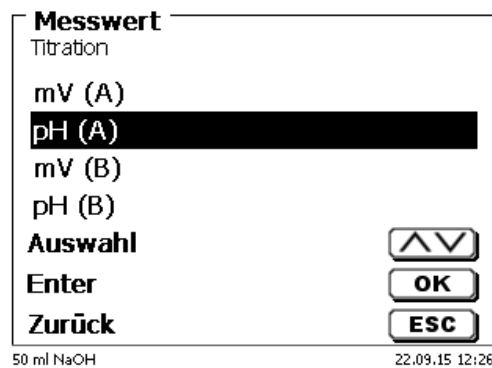 Messwert
Titration
mV (A)
pH (A)
mV (B)
pH (B)
Auswahl
Enter OK
Zurück ESC
50 ml NaOH 22.09.15 12:26